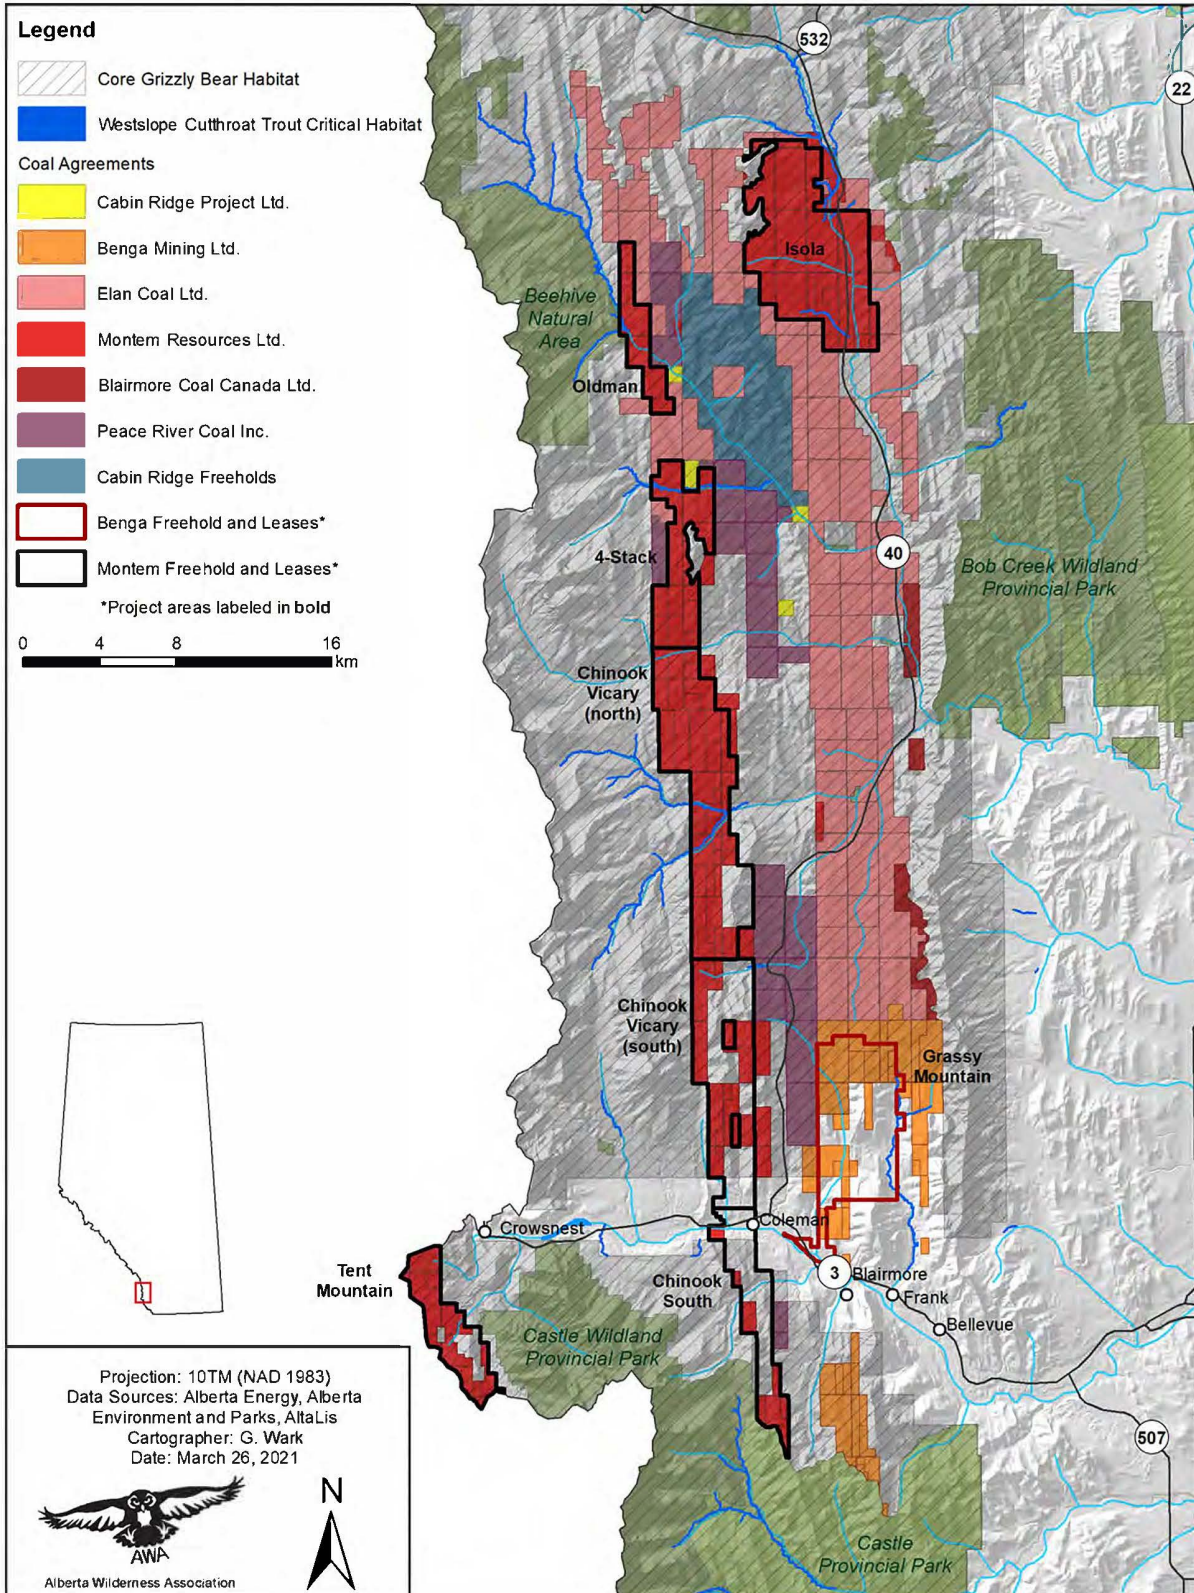 Legend
Core Grizzly Bear Habitat
Westslope Cutthroat Trout Critical Habitat
Coal Agreements
Cabin Ridge Project Ltd.
Benga Mining Ltd.
Elan Coal Ltd.
Montem Resources Ltd.
Blairmore Coal Canada Ltd.
Peace River Coal Inc.
Cabin Ridge Freeholds
Benga Freehold and Leases*
Montem Freehold and Leases*
*Project areas labeled in bold
0 4 8 16
km
532
22
Isola
Beehive
Natural
Area
Oldman
4-Stack
40
Bob Creek Wildland
Provincial Park
Chinook
Vicary
(north)
Chinook
Vicary
(south)
Grassy
Mountain
Crowsnest
Coleman
Tent
Mountain
Chinook
South
3
Blairmore
Frank
Bellevue
Castle Wildland
Provincial Park
507
Castle
Provincial Park
Projection: 10TM (NAD 1983)
Data Sources: Alberta Energy, Alberta
Environment and Parks, AltaLis
Cartographer: G. Wark
Date: March 26, 2021
N
AWA
Alberta Wilderness Association